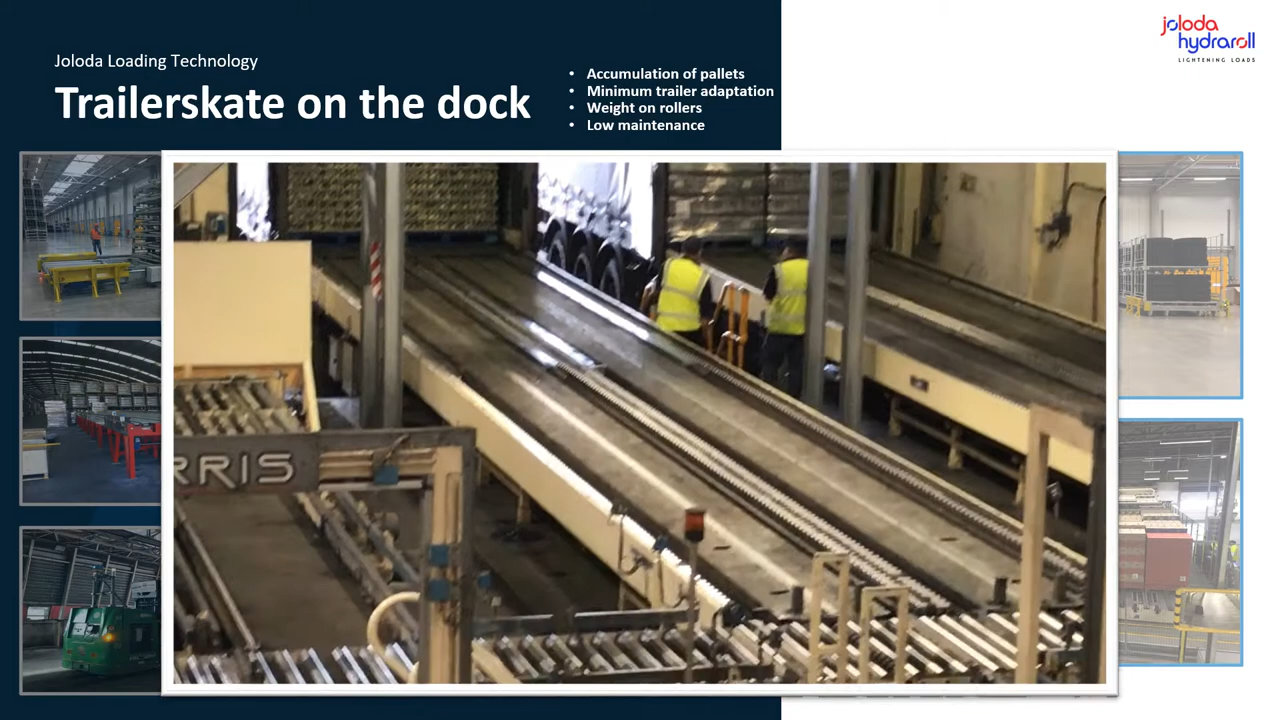 Joloda Loading Technology
Trailerskate on the dock
• Accumulation of pallets
• Minimum trailer adaptation
• Weight on rollers
• Low maintenance
joloda
hydraroll
LIGHTENING LOADS
RRIS